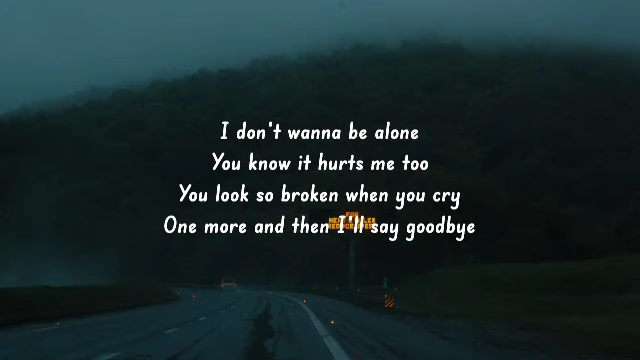 I don't wanna be alone
You know it hurts me too
You look so broken when you cry
One more and then I'll say goodbye